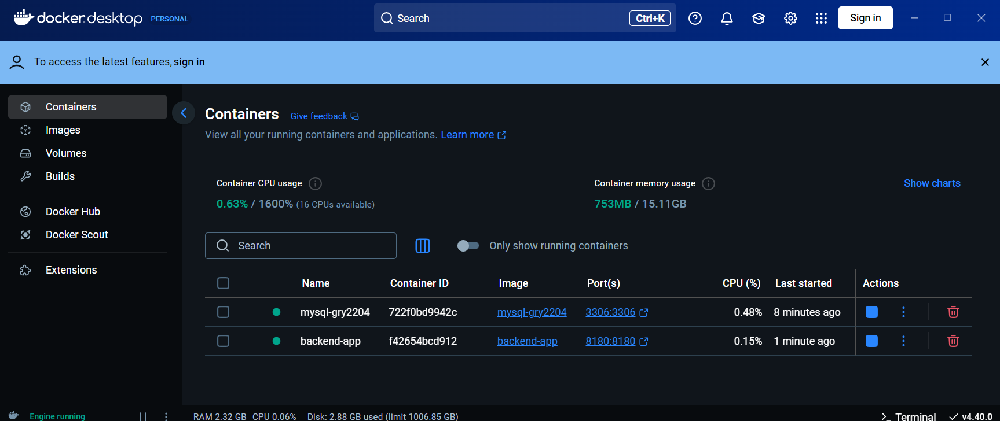 docker.desktop PERSONAL Search Ctrl+K Sign in
To access the latest features, sign in
Containers
Images
Volumes
Builds
Docker Hub
Docker Scout
Extensions
Containers Give feedback
View all your running containers and applications. Learn more
Container CPU usage
0.63% / 1600% (16 CPUs available)
Container memory usage
753MB / 15.11GB
Show charts
Search Only show running containers
Name Container ID Image Port(s) CPU (%) Last started Actions
mysql-gry2204 722f0bd9942c mysql-gry2204 3306:3306 0.48% 8 minutes ago
backend-app f42654bcd912 backend-app 8180:8180 0.15% 1 minute ago
Engine running RAM 2.32 GB CPU 0.06% Disk: 2.88 GB used (limit 1006.85 GB) Terminal v4.40.0